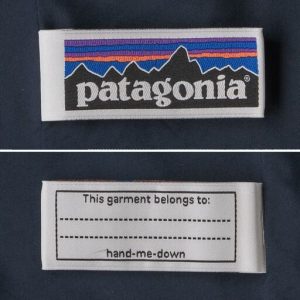 patagonia®
This garment belongs to:
hand-me-down